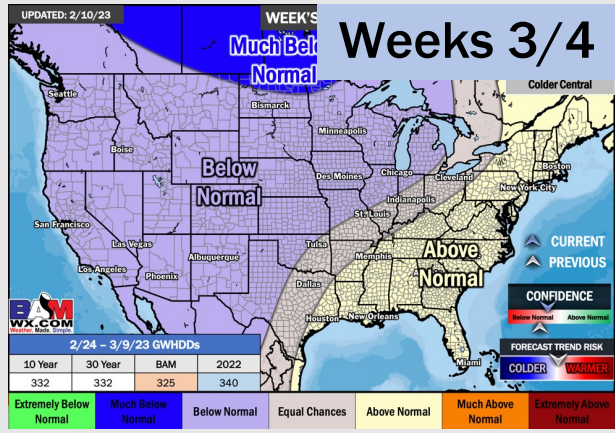 UPDATED: 2/10/23
WEEK'S
Weeks 3/4
Much Bel
Normal
Colder Central
Seattle
Bismarck
Minneapolis
Boise
Below
Normal
Des Moines
Chicago
Cleveland
Boston
New York City
Indianapolis
St. Louis
San Francisco
Las Vegas
Los Angeles
Albuquerque
Phoenix
Tulsa
Memphis
Above
Normal
Dallas
Houston
New Orleans
Miami
CURRENT
PREVIOUS
CONFIDENCE
Below Normal Above Normal
FORECAST TREND RISK
COLDER WARMER
BAM
WX.COM
Weather. Made. Simple.
2/24 – 3/9/23 GWHDDs
10 Year 30 Year BAM 2022
332 332 325 340
Extremely Below Normal
Much Below Normal
Below Normal
Equal Chances
Above Normal
Much Above Normal
Extremely Above Normal